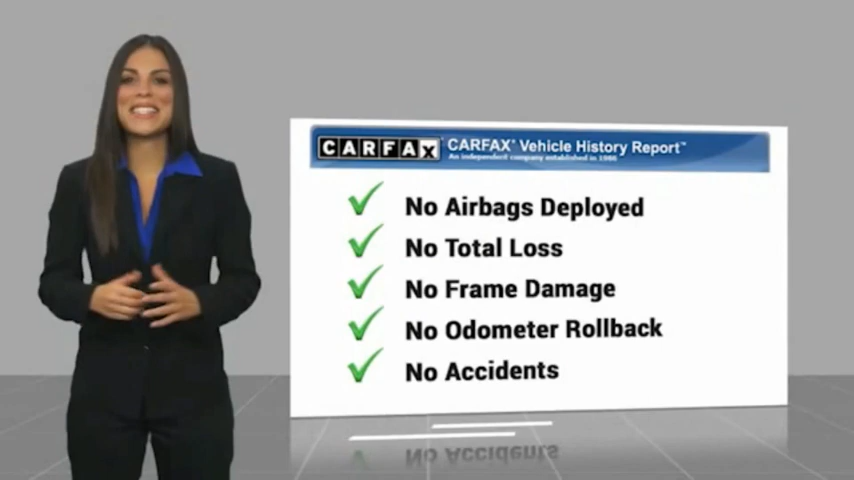 CARFAX CARFAX® Vehicle History Report™
An independent company established in 1986
No Airbags Deployed
No Total Loss
No Frame Damage
No Odometer Rollback
No Accidents
No Accidents